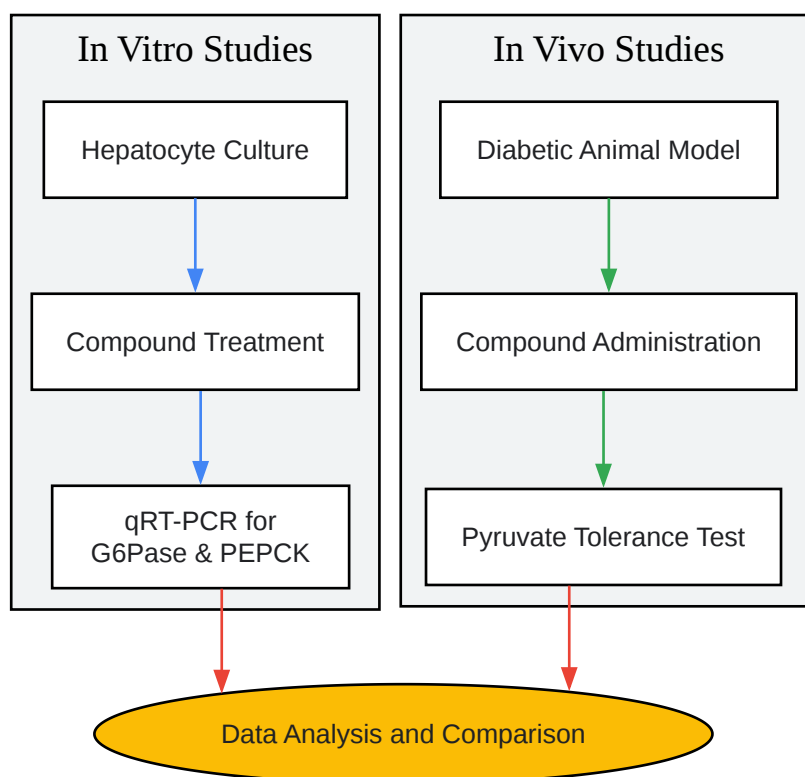 In Vitro Studies
Hepatocyte Culture
Compound Treatment
qRT-PCR for
G6Pase & PEPCK
In Vivo Studies
Diabetic Animal Model
Compound Administration
Pyruvate Tolerance Test
Data Analysis and Comparison